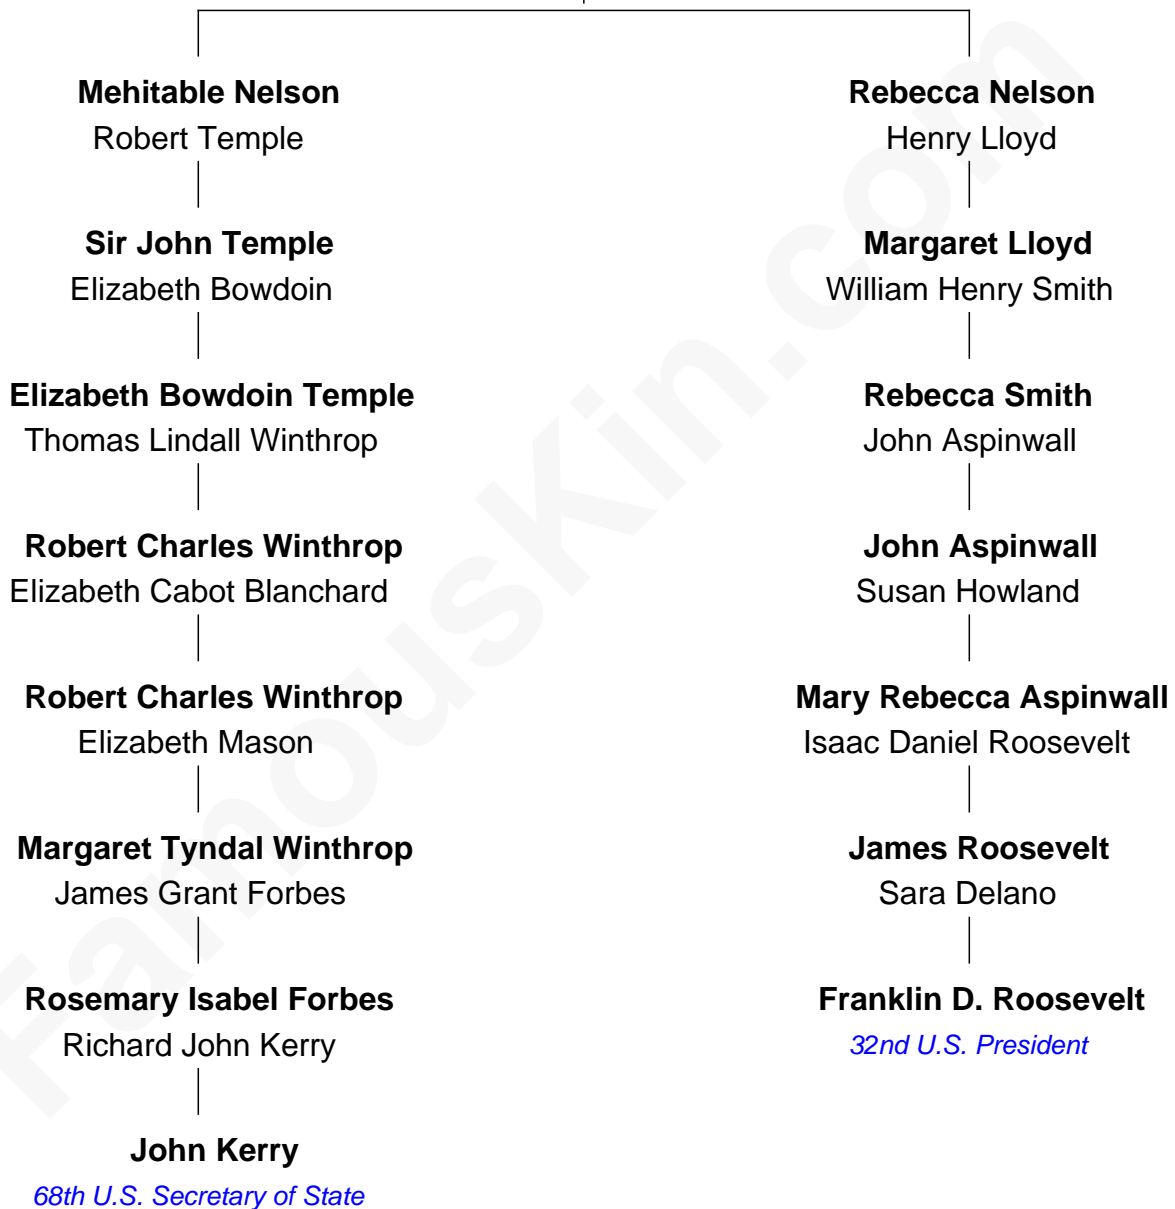 Mehitable Nelson
Robert Temple
Sir John Temple
Elizabeth Bowdoin
Elizabeth Bowdoin Temple
Thomas Lindall Winthrop
Robert Charles Winthrop
Elizabeth Cabot Blanchard
Robert Charles Winthrop
Elizabeth Mason
Margaret Tyndal Winthrop
James Grant Forbes
Rosemary Isabel Forbes
Richard John Kerry
John Kerry
68th U.S. Secretary of State
Rebecca Nelson
Henry Lloyd
Margaret Lloyd
William Henry Smith
Rebecca Smith
John Aspinwall
John Aspinwall
Susan Howland
Mary Rebecca Aspinwall
Isaac Daniel Roosevelt
James Roosevelt
Sara Delano
Franklin D. Roosevelt
32nd U.S. President
FamousKin.com